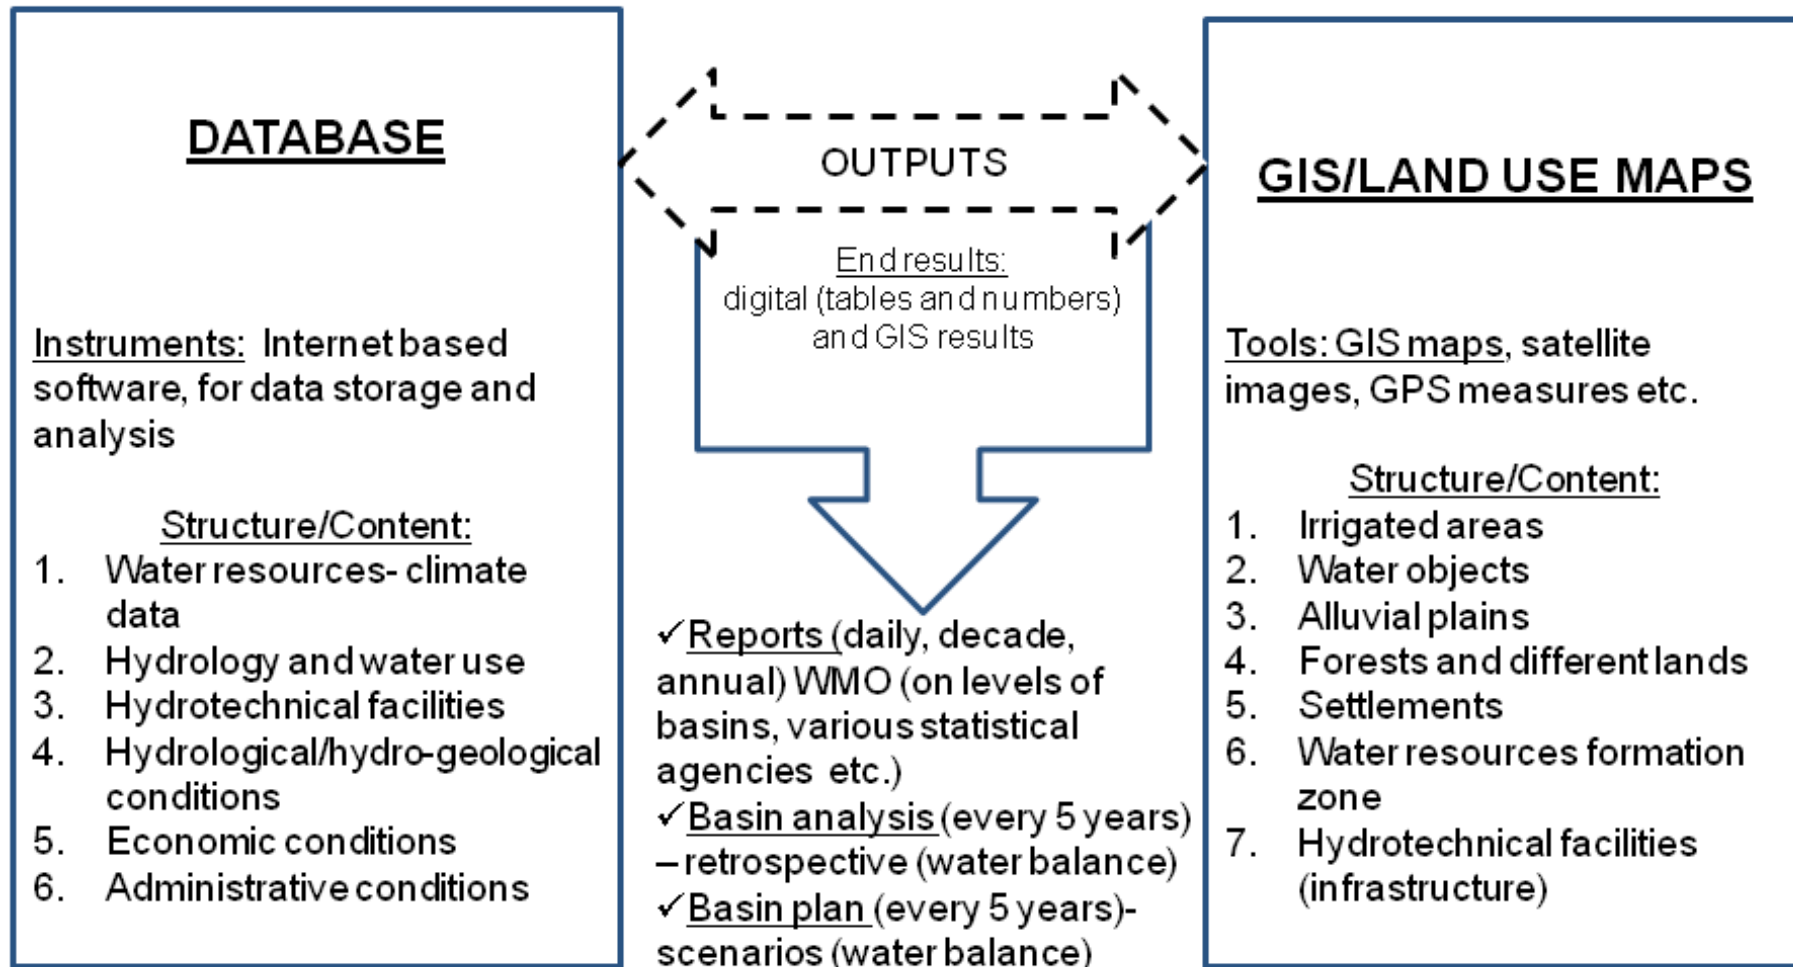 DATABASE
Instruments: Internet based
software, for data storage and
analysis
Structure/Content:
1. Water resources- climate
data
2. Hydrology and water use
3. Hydrotechnical facilities
4. Hydrological/hydro-geological
conditions
5. Economic conditions
6. Administrative conditions
OUTPUTS
End results:
digital (tables and numbers)
and GIS results
✓Reports (daily, decade,
annual) WMO (on levels of
basins, various statistical
agencies etc.)
✓Basin analysis (every 5 years)
– retrospective (water balance)
✓Basin plan (every 5 years)-
scenarios (water balance)
GIS/LAND USE MAPS
Tools: GIS maps, satellite
images, GPS measures etc.
Structure/Content:
1. Irrigated areas
2. Water objects
3. Alluvial plains
4. Forests and different lands
5. Settlements
6. Water resources formation
zone
7. Hydrotechnical facilities
(infrastructure)